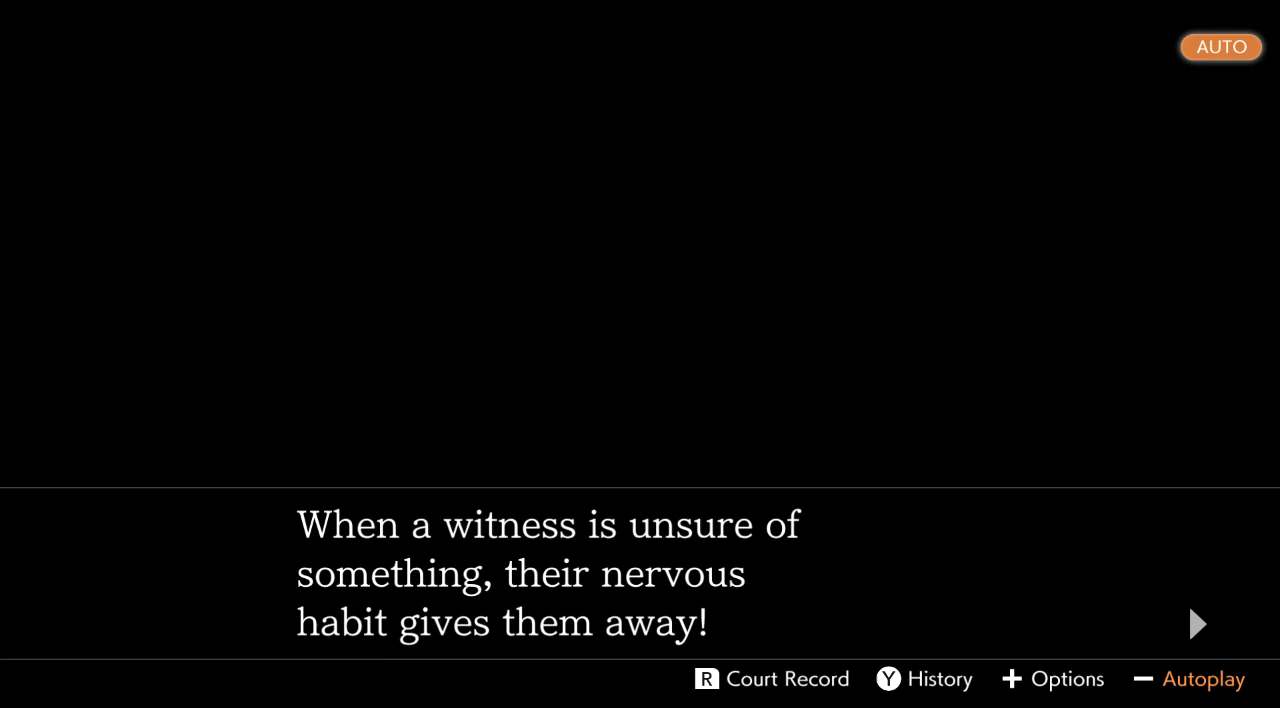 AUTO
When a witness is unsure of
something, their nervous
habit gives them away!
R Court Record Y History + Options − Autoplay